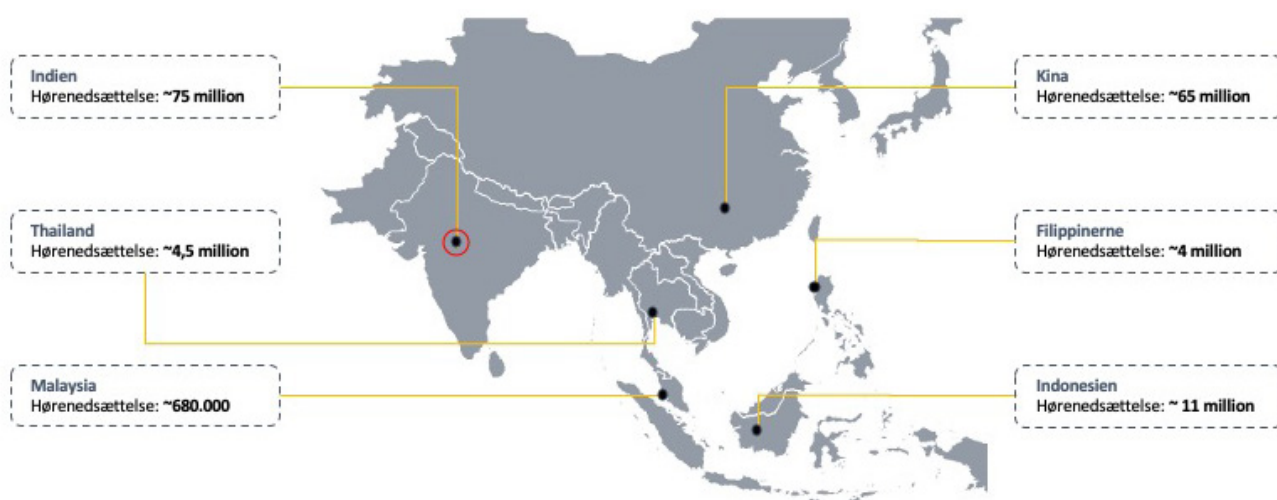 Indien
Hørenedsættelse: ~75 million
Kina
Hørenedsættelse: ~65 million
Thailand
Hørenedsættelse: ~4,5 million
Filippinerne
Hørenedsættelse: ~4 million
Malaysia
Hørenedsættelse: ~680.000
Indonesien
Hørenedsættelse: ~ 11 million